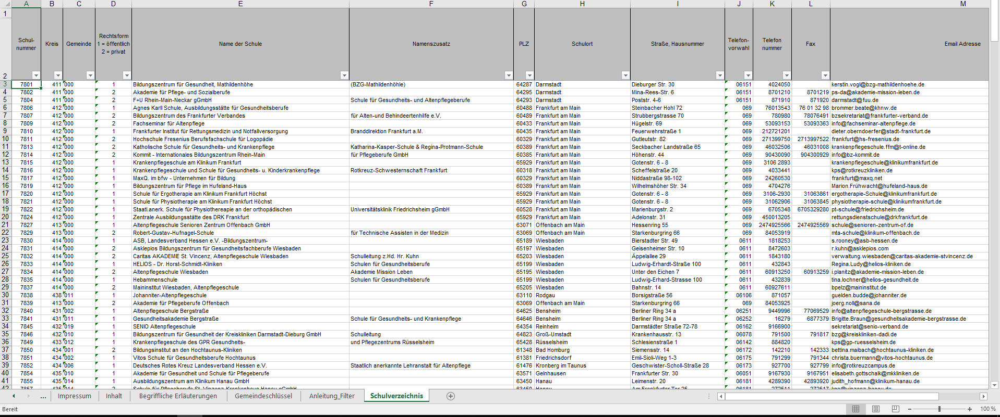 A B C D E F G H I J K L M
1
2 Schul-nummer Kreis Gemeinde Rechtsform 1 = öffentlich 2 = privat Name der Schule Namenszusatz PLZ Schulort Straße, Hausnummer Telefon-vorwahl Telefon nummer Fax Email Adresse
3 7801 411 000 1 Bildungszentrum für Gesundheit, Mathildenhöhe (BZG-Mathildenhöhle) 64287 Darmstadt Dieburger Str. 30 06151 4024050 kerstin.vogl@bzg-mathildenhoehe.de
4 7802 411 000 2 Akademie für Pflege- und Sozialberufe 64295 Darmstadt Mina-Rees-Str. 6 06151 8701210 8701219 ps-da@akademie-mission-leben.de
5 7804 411 000 2 F+U Rhein-Main-Neckar gGmbH Schule für Gesundheits- und Altenpflegeberufe 64293 Darmstadt Poststr. 4-6 06151 871910 871920 darmstadt@fuu.de
6 7806 412 000 1 Agnes Karll Schule, Ausbildungsstätte für Gesundheitsberufe 60488 Frankfurt am Main Steinbacher Hohl 72 069 76013543 76 01 32 98 brommer.beate@khnw.de
7 7807 412 000 2 Bildungszentrum des Frankfurter Verbandes für Alten-und Behindeertenhilfe e.V. 60489 Frankfurt am Main Strubbergstrasse 70 069 780980 78076491 bzsekretariat@frankfurter-verband.de
8 7809 412 000 2 Fachseminar für Altenpflege 60433 Frankfurt am Main Hügelstr. 69 069 53093153 53093363 info@fachseminar-altenpflege.de
9 7810 412 000 1 Frankfurter Institut für Rettungsmedizin und Notfallversorgung Branddirektion Frankfurt a.M. 60435 Frankfurt am Main Feuerwehrstraße 1 069 212721201 dieter.oberndoerfer@stadt-frankfurt.de
10 7811 412 000 2 Hochschule Fresenius Berufsfachschule für Logopädie 60329 Frankfurt am Main Gutleutstr. 82 069 271399750 2713997522 frankfurt@hs-fresenius.de
11 7813 412 000 2 Katholische Schule für Gesundheits- und Krankenpflege Katharina-Kasper-Schule & Regina-Protmann-Schule 60389 Frankfurt am Main Seckbacher Landstraße 65 069 46032506 46031008 krankenpflegeschule.ffm@t-online.de
12 7814 412 000 2 Kommit - Internationales Bildungszentrum Rhein-Main für Pflegeberufe GmbH 60385 Frankfurt am Main Höhenstr. 44 069 90430090 904300929 info@bz-kommit.de
13 7815 412 000 1 Krankenpflegeschule am Klinikum Frankfurt 65929 Frankfurt am Main Gotenstr. 6 - 8 069 3106 2893 krankenpflegeschule@klinikumfrankfurt.de
14 7816 412 000 1 Krankenpflegeschule und Schule für Gesundheits- u. Kinderkrankenpflege Rotkreuz-Schwesternschaft Frankfurt 60318 Frankfurt am Main Scheffelstraße 20 069 4033441 kps@rotkreuzkliniken.de
15 7817 412 000 1 MaxQ. im bfw - Unternehmen für Bildung 60329 Frankfurt am Main Niddastraße 98-102 069 24260530 frankfurt@maxq.net
16 7819 412 000 1 Bildungszentrum für Pflege im Hufeland-Haus 60389 Frankfurt am Main Wilhelmshöher Str. 34 069 4704276 Marion.Frühwacht@hufeland-haus.de
17 7820 412 000 1 Schule für Ergotherapie am Klinikum Frankfurt Höchst 65929 Frankfurt am Main Gotenstr. 6 - 8 069 3106-2930 31063861 ergotherapie-Schule@klinikumfrankfurt.de
18 7821 412 000 1 Schule für Physiotherapie am Klinikum Frankfurt Höchst 65929 Frankfurt am Main Gotenstr. 6 - 8 069 31062906 31063845 physiotherapie-schule@klinikumfrankfurt.de
19 7822 412 000 1 Staatl.anerk. Schule für Physiothereapie an der orthopädischen Universitätsklinik Friedrichsheim gGmbH 60528 Frankfurt am Main Marienburgstr. 2 069 6705348 6705329280 pt-schule@friedrichsheim.de
20 7824 412 000 1 Zentrale Ausbildungsstätte des DRK Frankfurt 65929 Frankfurt am Main Adelonstr. 31 069 450013205 rettungsdienstschule@drkfrankfurt.de
21 7827 413 000 1 Altenpflegeschule Senioren Zentrum Offenbach GmbH 63071 Offenbach am Main Hessenring 55 069 2474925566 2474925569 schule@senioren-zentrum-of.de
22 7829 413 000 2 Robert-Gustav-Hufnagel-Schule für Technische Assisten in der Medizin 63069 Offenbach am Main Starkenburgring 66 069 84053919 mta-schule@klinikum-offenbach.de
23 7830 414 000 1 ASB, Landesverband Hessen e.V. -Bildungszentrum- 65189 Wiesbaden Bierstadter Str. 49 0611 1818253 s.rooney@asb-hessen.de
24 7831 414 000 2 Asklepios Bildungszentrum für Gesundheitsfachberufe Wiesbaden 65197 Wiesbaden Geisenheimer Str. 10 0611 8472603 r.kuhn@asklepios.com
25 7832 414 000 2 Caritas AKADEMIE St. Vincenz, Altenpflegeschule Wiesbaden Schulleitung z.Hd. Hr. Kuhn 65203 Wiesbaden Äppelallee 29 0611 1843180 verwaltung.wiesbaden@caritas-akademie-stvincenz.de
26 7833 414 000 1 HELIOS - Dr. Horst-Schmidt-Kliniken Schulen für Gesundheitsberufe 65199 Wiesbaden Ludwig-Erhardt-Straße 100 0611 432843 Regina.Ludy@helios-kliniken.de
27 7834 414 000 2 Altenpflegeschule Wiesbaden Akademie Mission Leben 65195 Wiesbaden Unter den Eichen 7 0611 60913250 60913259 i.planitz@akademie-mission-leben.de
28 7835 414 000 1 Hebammenschule Schulen für Gesundheitsberufe 65199 Wiesbaden Ludwig-Erhard-Strasse 100 0611 432839 tina.lochner@helios-gesundheit.de
29 7837 414 000 2 Maininstitut Wiesbaden, Altenpflegeschule 65205 Wiesbaden Bahnstr. 14 0611 60927611 bpelz@maininstitut.de
30 7838 438 011 1 Johanniter-Altenpflegeschule 63110 Rodgau Borsigstraße 56 06106 871057 guelden.budde@johanniter.de
31 7839 413 000 2 Akademie für Pflegeberufe Offenbach 63069 Offenbach am Main Starkenburgring 66 069 84053925 joerg.noll@sana.de
32 7840 431 002 1 Altenpflegeschule Bergstraße 64625 Bensheim Berliner Ring 34 a 06251 9449996 77069529 info@altenpflegeschule-bergstrasse.de
33 7841 431 011 1 Gesundheitsakademie Bergstraße Schule für Gesundheits- und Krankenpflege 64646 Bensheim Berliner Ring 34 a 06252 16279 6877379 Brigitte.Braun@gesundheitsakademie-bergstrasse.de
34 7845 432 019 1 SENIO Altenpflegeschule 64354 Reinheim Darmstädter Straße 72-78 06162 9166900 sekretariat@senio-verband.de
35 7846 432 010 1 Bildungszentrum für Gesundheit der Kreiskliniken Darmstadt-Dieburg GmbH Schulleitung 64823 Groß-Umstadt Krankenhausstr. 13 06078 791500 791817 bzg@kreiskliniken-dadi.de
36 7849 433 012 1 Krankenpflegeschule des GPR Gesundheits- und Pflegezentrums Rüsselsheim 65428 Rüsselsheim Schlesienstraße 1 06142 884820 kps@gp-ruesselsheim.de
37 7850 434 001 2 Bildungsinstitut an den Hochtaunus-Kliniken 61348 Bad Homburg Siemensstr. 14 06172 142210 142333 bettina.maibach@hochtaunus-kliniken.de
38 7851 434 002 1 Vitos Schule für Gesundheitsberufe Hochtaunus 61381 Friedrichsdorf Emil-Sioli-Weg 1-3 06175 791299 791344 christa.buermann@vitos-hochtaunus.de
39 7852 434 006 1 Deutsches Rotes Kreuz Landesverband Hessen e.V. Staatlich anerkannte Lehranstalt für Altenpflege 61476 Kronberg im Taunus Geschwister-Scholl-Straße 28 06173 927700 927799 info@rotkreuzcampus.de
40 7854 435 010 1 Akademie für Gesundheit und Schule für Pflegeberufe 63571 Gelnhausen Frankfurter Str. 30 06051 9167930 9167951 elisabeth.gottschalk@mkkliniken.de
41 7855 435 014 1 Ausbildungszentrum am Klinikum Hanau GmbH 63450 Hanau Leimenstr. 20 06181 4289390 42893920 judith_hofmann@klinikum-hanau.de
42 7857 435 014 2 Schule für Pflegeberufe St. Vinzenz-Krankenhaus Hanau gGmbH 63450 Hanau Am Frankfurter Tor 25 06181 272511 272517 kps@vinzenz-hanau.de
... Impressum Inhalt Begriffliche Erläuterungen Gemeindeschlüssel Anleitung_Filter Schulverzeichnis
Bereit 100 %